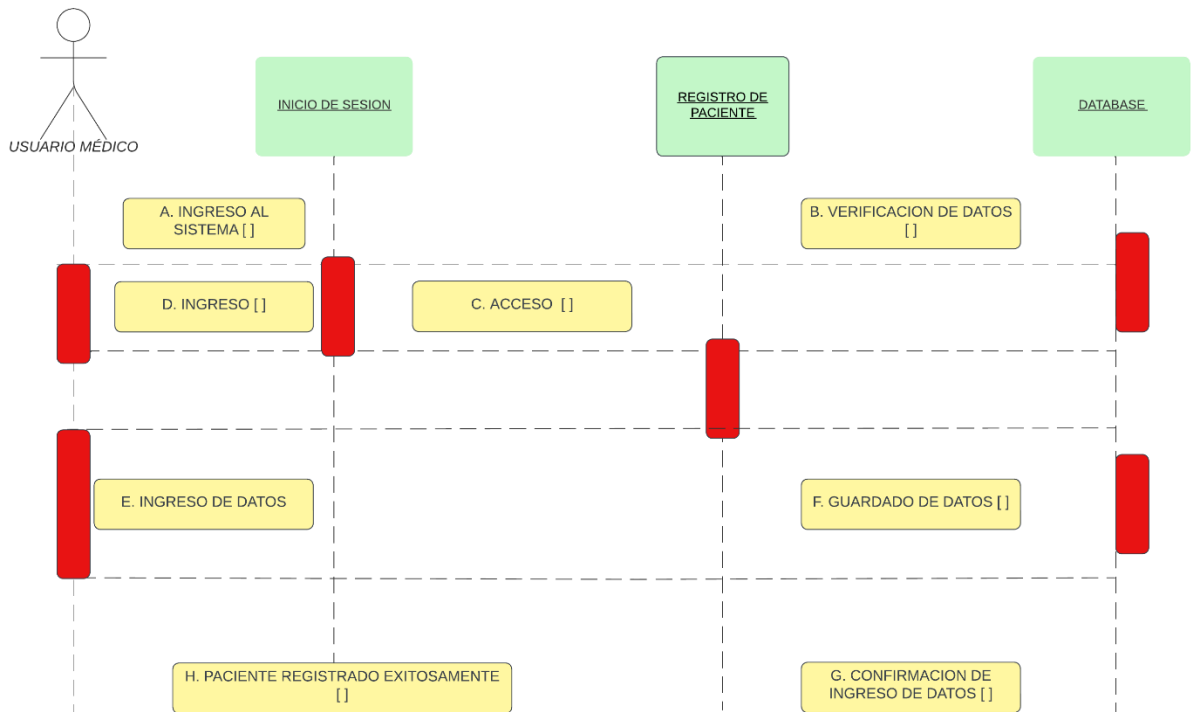 INICIO DE SESION
REGISTRO DE
PACIENTE
DATABASE
USUARIO MÉDICO
A. INGRESO AL
SISTEMA [ ]
B. VERIFICACION DE DATOS
[ ]
D. INGRESO [ ]
C. ACCESO [ ]
E. INGRESO DE DATOS
F. GUARDADO DE DATOS [ ]
H. PACIENTE REGISTRADO EXITOSAMENTE
[ ]
G. CONFIRMACION DE
INGRESO DE DATOS [ ]